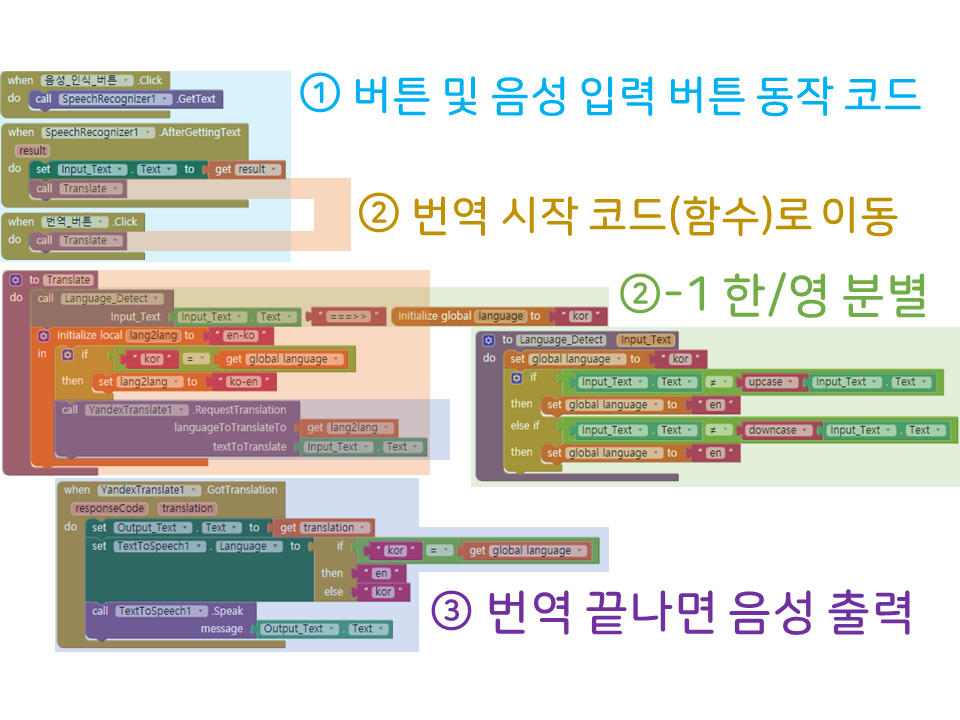 when 음성_인식_버튼 .Click
do call SpeechRecognizer1 .GetText
① 버튼 및 음성 입력 버튼 동작 코드
when SpeechRecognizer1 .AfterGettingText
result
do set Input_Text . Text to get result
call Translate
② 번역 시작 코드(함수)로 이동
when 번역_버튼 .Click
do call Translate
to Translate
do call Language_Detect
Input_Text Input_Text . Text " ===>> "
initialize local lang2lang to " en-ko "
in if " kor " = get global language
then set lang2lang to " ko-en "
call YandexTranslate1 .RequestTranslation
languageToTranslateTo get lang2lang
textToTranslate Input_Text . Text
②-1 한/영 분별
initialize global language to " kor "
to Language_Detect Input_Text
do set global language to " kor "
if Input_Text . Text ≠ upcase Input_Text . Text
then set global language to " en "
else if Input_Text . Text ≠ downcase Input_Text . Text
then set global language to " en "
when YandexTranslate1 .GotTranslation
responseCode translation
do set Output_Text . Text to get translation
set TextToSpeech1 . Language to if " kor " = get global language
then " en "
else " kor "
call TextToSpeech1 .Speak
message Output_Text . Text
③ 번역 끝나면 음성 출력